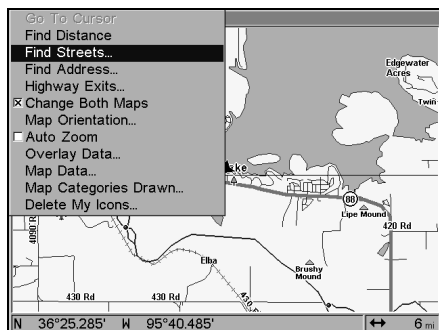 Go To Cursor
Find Distance
Find Streets...
Find Address...
Highway Exits...
Change Both Maps
Map Orientation...
Auto Zoom
Overlay Data...
Map Data...
Map Categories Drawn...
Delete My Icons...
Edgewater
Acres
Twin
ke
88
Lipe Mound
420 Rd
4090 R
Elba
Brushy
Mound
430 Rd
430 Rd
N 36°25.285' W 95°40.485' ↔ 6 mi